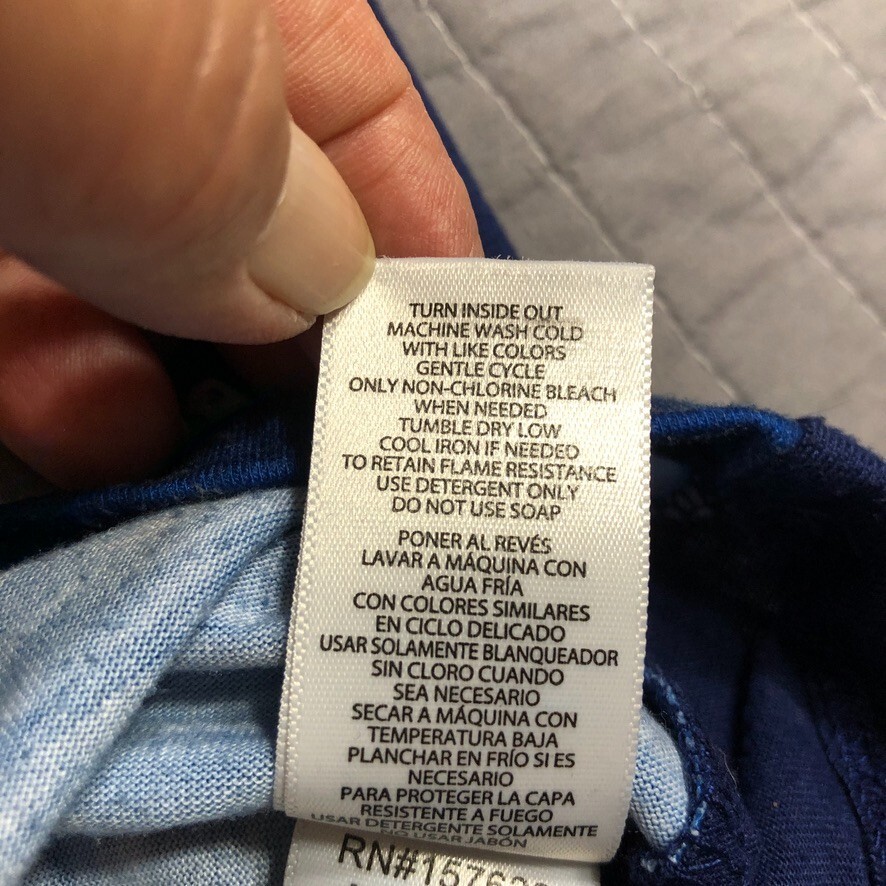 TURN INSIDE OUT
MACHINE WASH COLD
WITH LIKE COLORS
GENTLE CYCLE
ONLY NON-CHLORINE BLEACH
WHEN NEEDED
TUMBLE DRY LOW
COOL IRON IF NEEDED
TO RETAIN FLAME RESISTANCE
USE DETERGENT ONLY
DO NOT USE SOAP
PONER AL REVÉS
LAVAR A MÁQUINA CON
AGUA FRÍA
CON COLORES SIMILARES
EN CICLO DELICADO
USAR SOLAMENTE BLANQUEADOR
SIN CLORO CUANDO
SEA NECESARIO
SECAR A MÁQUINA CON
TEMPERATURA BAJA
PLANCHAR EN FRÍO SI ES
NECESARIO
PARA PROTEGER LA CAPA
RESISTENTE A FUEGO
USAR DETERGENTE SOLAMENTE
NO USAR JABÓN